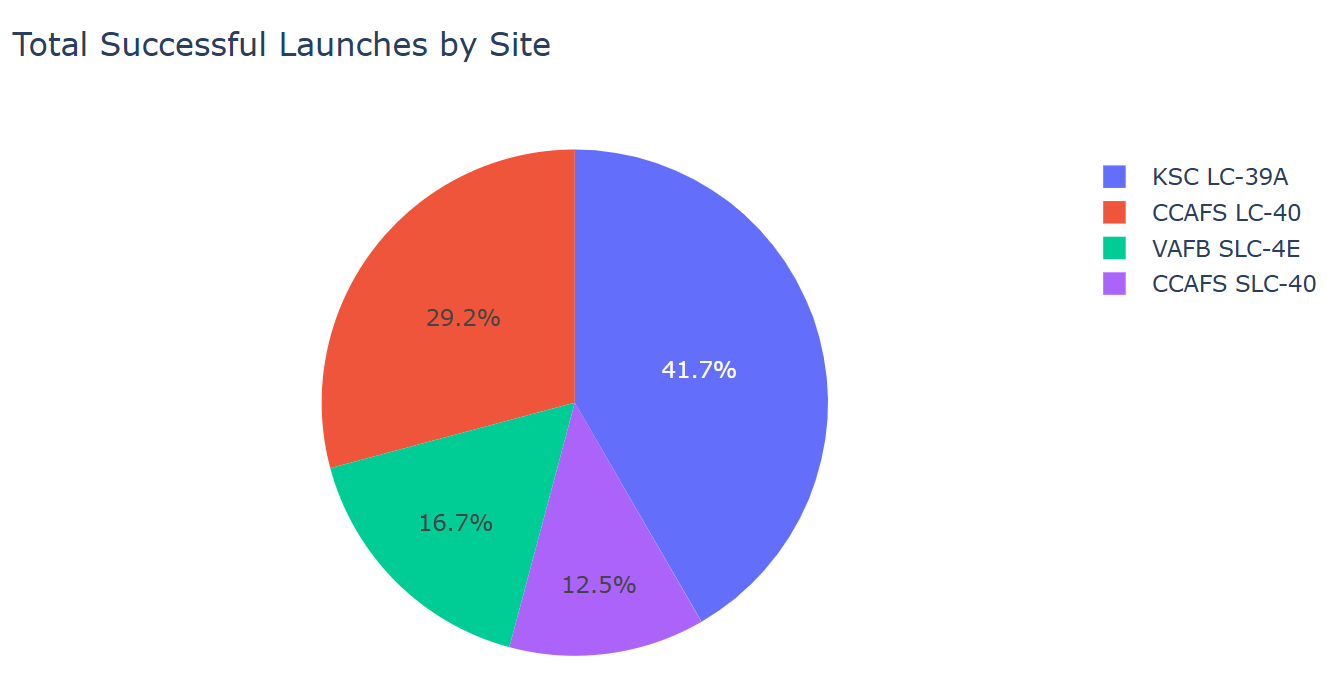 Total Successful Launches by Site
KSC LC-39A
CCAFS LC-40
VAFB SLC-4E
CCAFS SLC-40
29.2%
41.7%
16.7%
12.5%